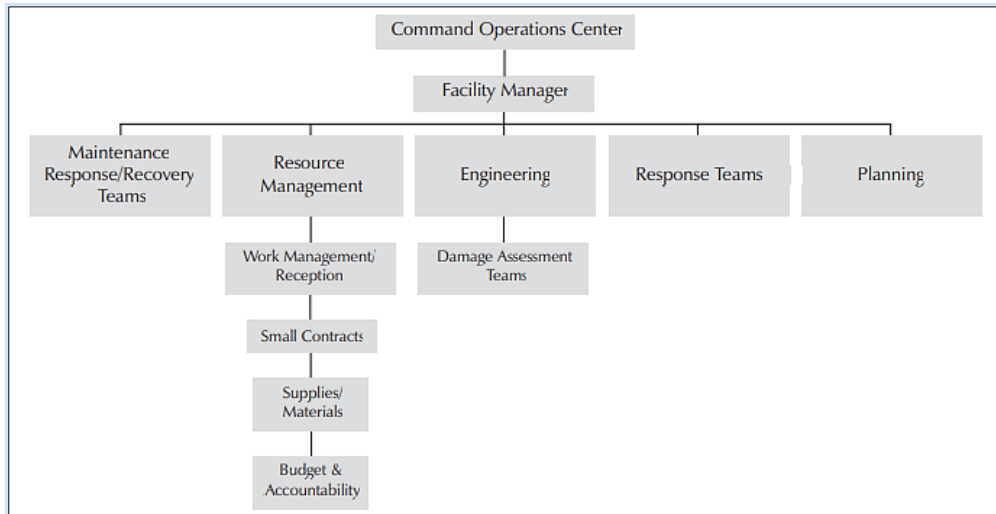 Command Operations Center
Facility Manager
Maintenance
Response/Recovery
Teams
Resource
Management
Engineering
Response Teams
Planning
Work Management/
Reception
Damage Assessment
Teams
Small Contracts
Supplies/
Materials
Budget &
Accountability